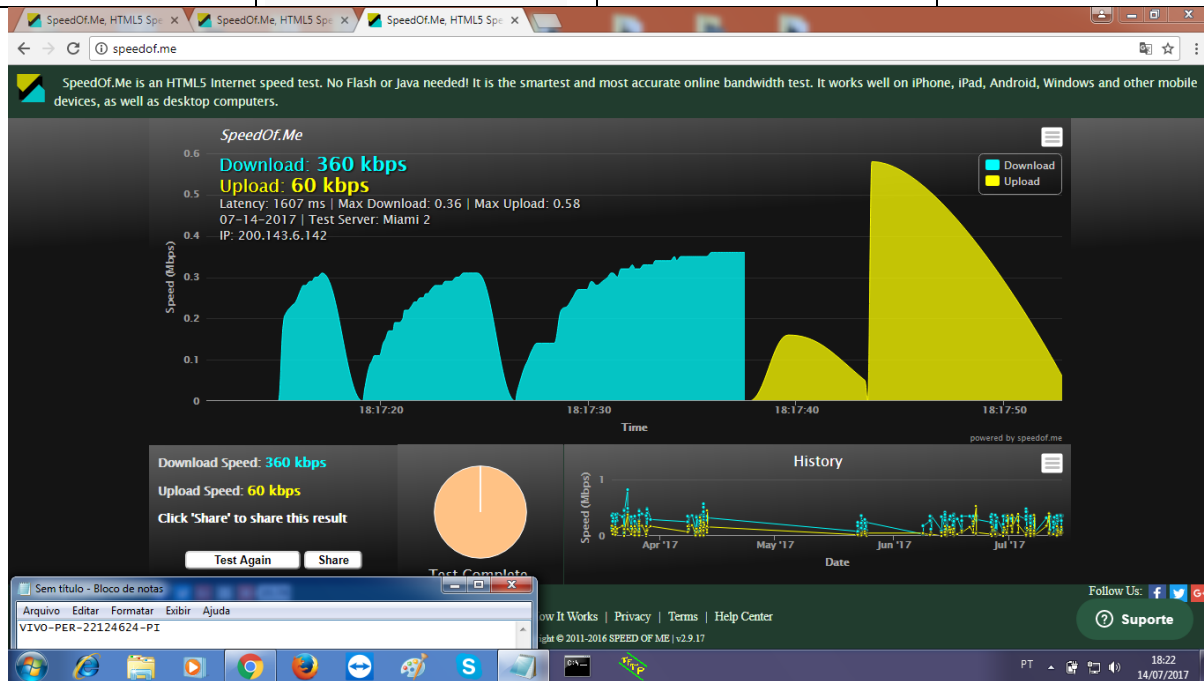 SpeedOf.Me, HTML5 Spe
SpeedOf.Me, HTML5 Spe
SpeedOf.Me, HTML5 Spe
speedof.me
SpeedOf.Me is an HTML5 Internet speed test. No Flash or Java needed! It is the smartest and most accurate online bandwidth test. It works well on iPhone, iPad, Android, Windows and other mobile
devices, as well as desktop computers.
SpeedOf.Me
Download: 360 kbps
Upload: 60 kbps
Latency: 1607 ms | Max Download: 0.36 | Max Upload: 0.58
07-14-2017 | Test Server: Miami 2
IP: 200.143.6.142
Download
Upload
Speed (Mbps)
0.6
0.5
0.4
0.3
0.2
0.1
0
18:17:20
18:17:30
18:17:40
18:17:50
Time
powered by speedof.me
Download Speed: 360 kbps
Upload Speed: 60 kbps
Click 'Share' to share this result
Test Again
Share
Test Complete
History
Speed (Mbps)
1
0
Apr '17
May '17
Jun '17
Jul '17
Date
Sem título - Bloco de notas
Arquivo Editar Formatar Exibir Ajuda
VIVO-PER-22124624-PI
ow It Works | Privacy | Terms | Help Center
ight © 2011-2016 SPEED OF ME | v2.9.17
Follow Us:
Suporte
PT
18:22
14/07/2017